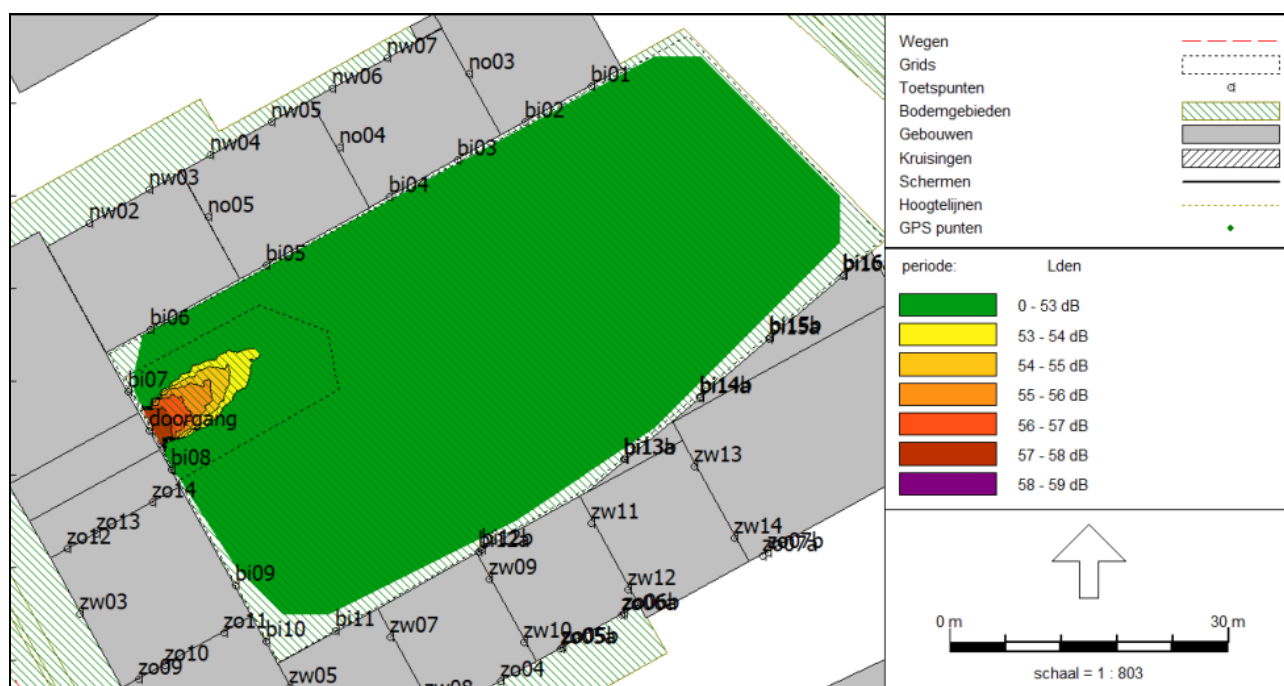 nw07
no03
nw06
bi01
nw05
bi02
nw04
no04
bi03
nw03
bi04
nw02
no05
bi05
bi16
bi06
bi15b
bi07
bi14b
doorgang
bi13b
bi08
zw13
zo14
zo13
zw11
zw14
zo12
bi12b
bi12a
zo07b
zo07a
zw09
bi09
zw12
zw03
zo06b
zo11
bi10
bi11
zw07
zw10
zo05b
zo10
zo09
zw05
zw08
zo04
Wegen
Grids
Toetspunten
Bodemgebieden
Gebouwen
Kruisingen
Schermen
Hoogtelijnen
GPS punten
periode: Lden
0 - 53 dB
53 - 54 dB
54 - 55 dB
55 - 56 dB
56 - 57 dB
57 - 58 dB
58 - 59 dB
0 m 30 m
schaal = 1 : 803